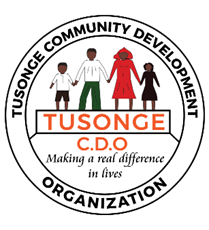 TUSONGE COMMUNITY DEVELOPMENT
TUSONGE
C.D.O
Making a real difference
in lives
ORGANIZATION